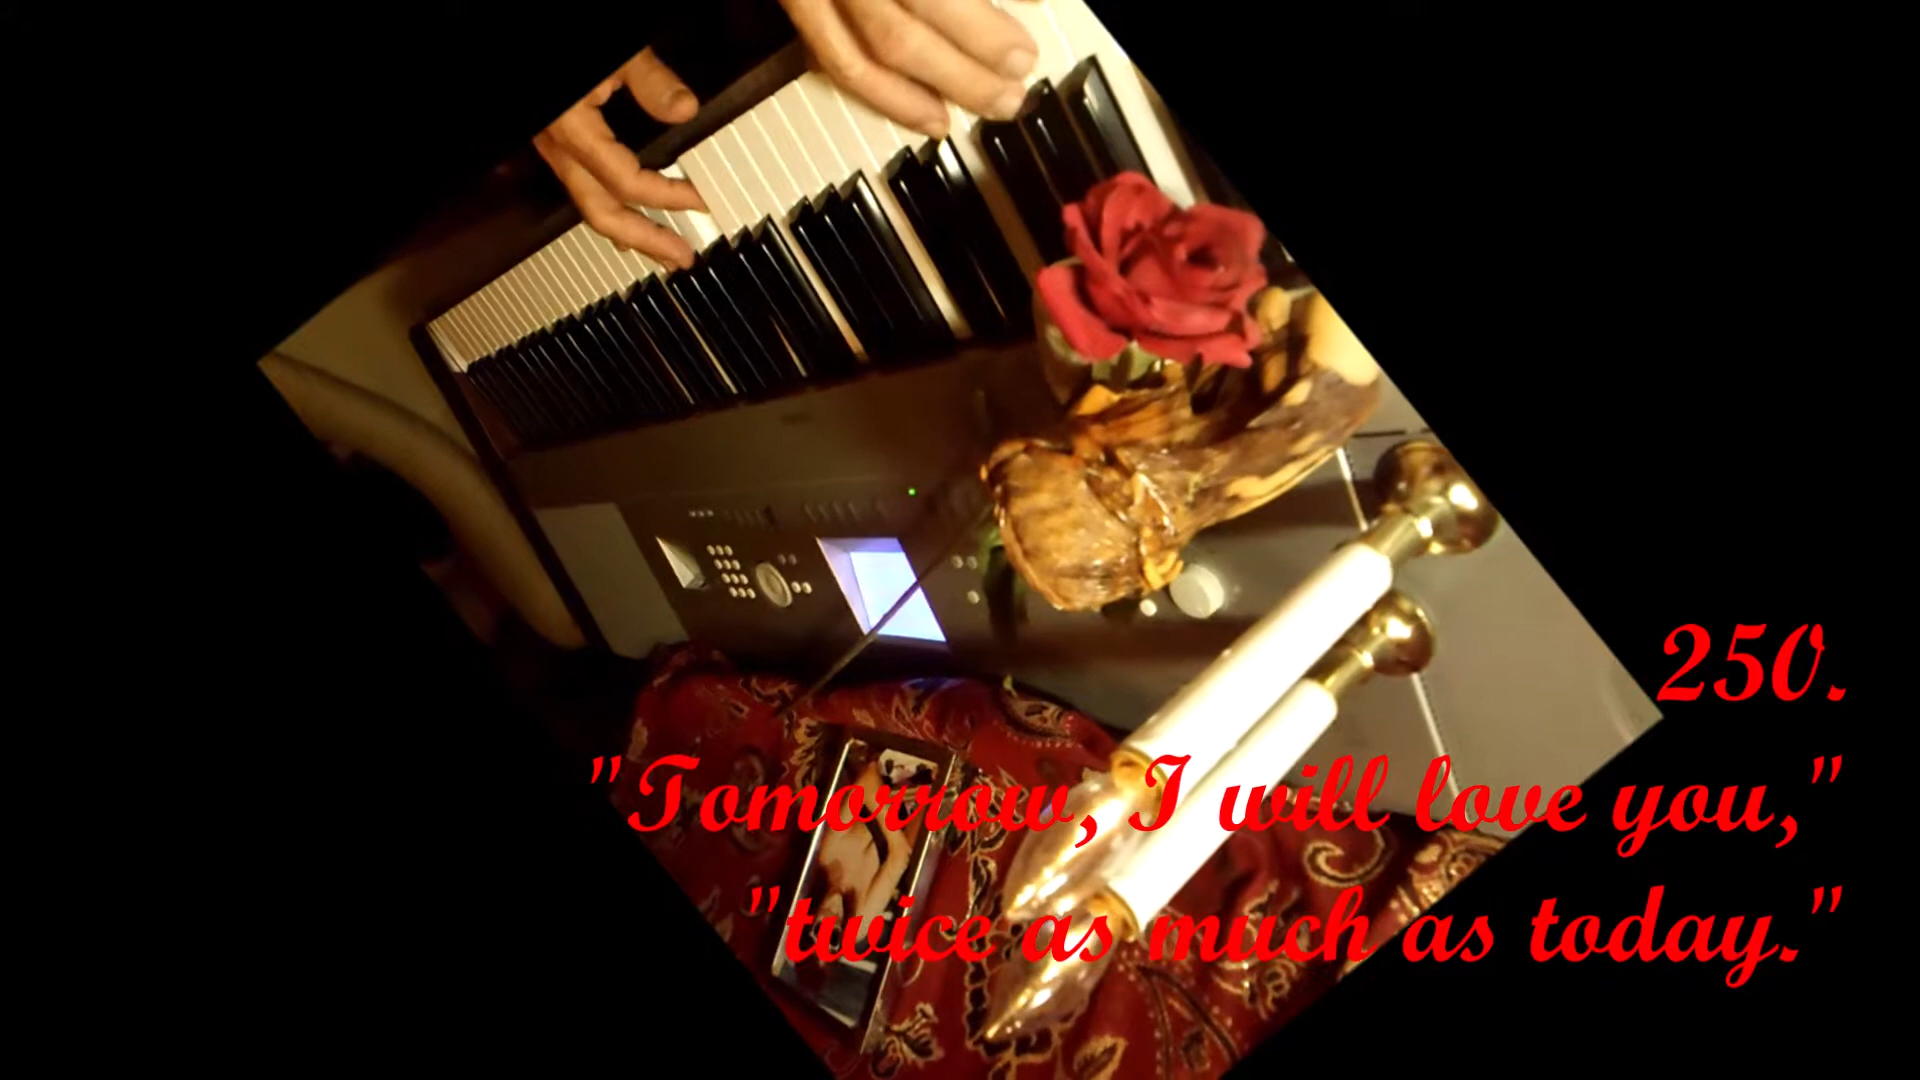 250.
"Tomorrow, I will love you,"
"twice as much as today."